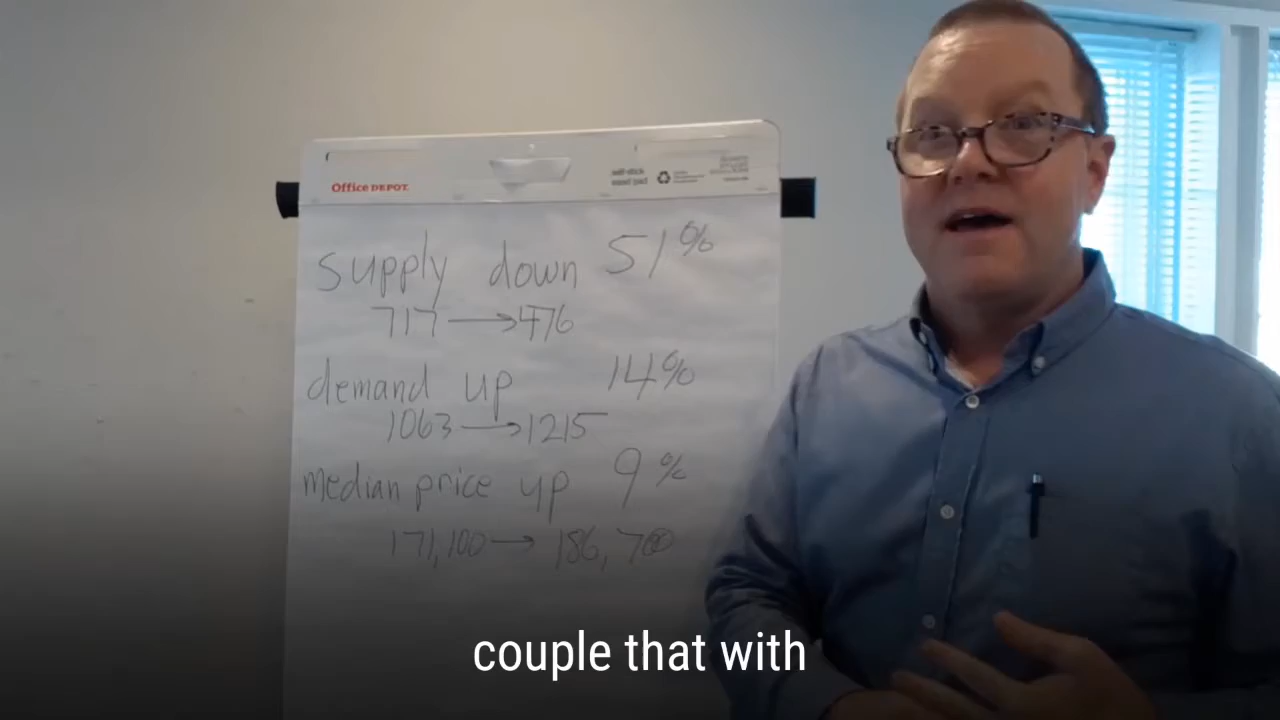 Office DEPOT.
supply down 51%
717 → 476
demand up 14%
1063 → 1215
median price up 9%
171,100 → 186,700
couple that with